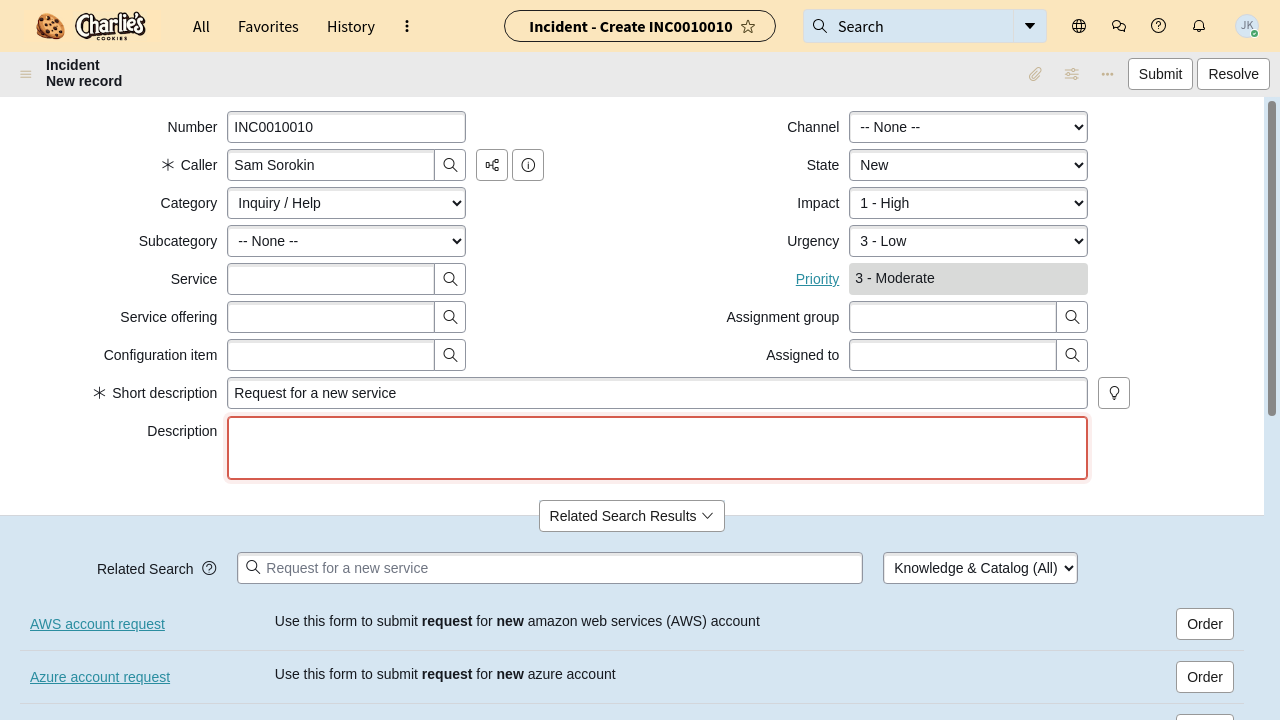 Charlie's COOKIES
All
Favorites
History
Incident - Create INC0010010
Search
JK
Incident
New record
Submit
Resolve
Number
INC0010010
Channel
-- None --
Caller
Sam Sorokin
State
New
Category
Inquiry / Help
Impact
1 - High
Subcategory
-- None --
Urgency
3 - Low
Service
Priority
3 - Moderate
Service offering
Assignment group
Configuration item
Assigned to
Short description
Request for a new service
Description
Related Search Results
Related Search
Request for a new service
Knowledge & Catalog (All)
AWS account request
Use this form to submit request for new amazon web services (AWS) account
Order
Azure account request
Use this form to submit request for new azure account
Order